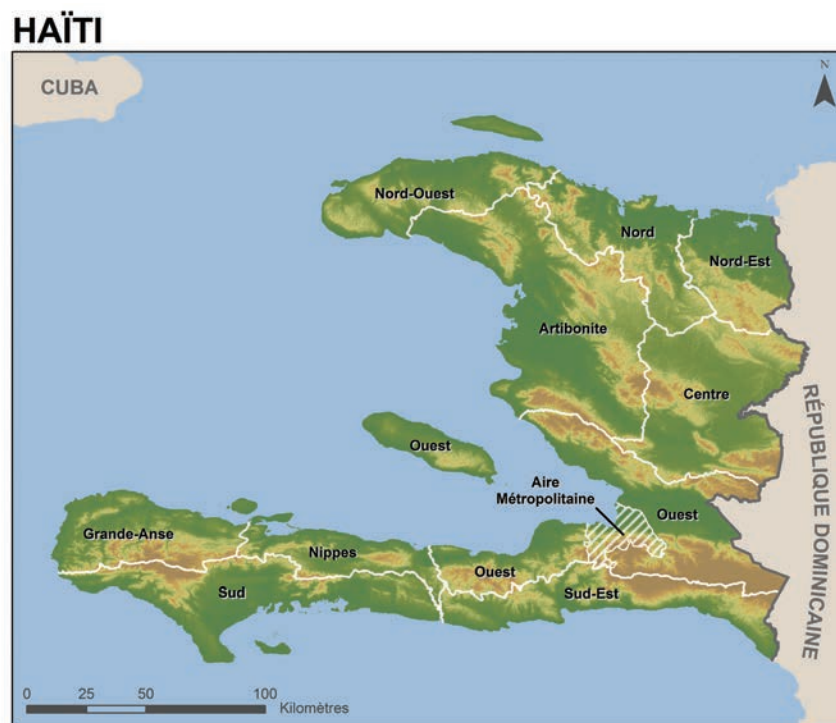 HAÏTI
CUBA
N
Nord-Ouest
Nord
Nord-Est
Artibonite
Centre
RÉPUBLIQUE DOMINICAINE
Ouest
Aire
Métropolitaine
Ouest
Grande-Anse
Nippes
Ouest
Sud
Sud-Est
0 25 50 100
Kilomètres